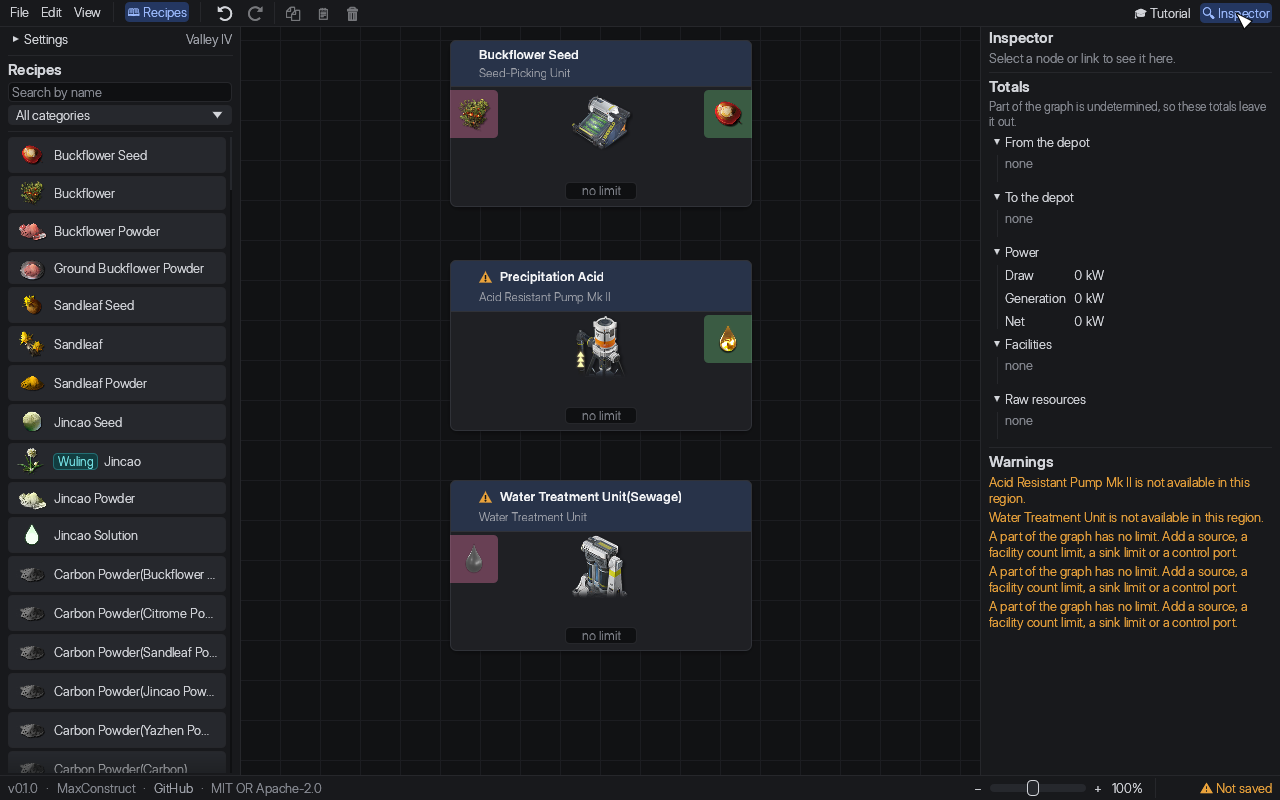 File Edit View Recipes Tutorial Inspector
Settings Valley IV
Recipes
Search by name
All categories
Buckflower Seed
Buckflower
Buckflower Powder
Ground Buckflower Powder
Sandleaf Seed
Sandleaf
Sandleaf Powder
Jincao Seed
Wuling Jincao
Jincao Powder
Jincao Solution
Carbon Powder(Buckflower ...
Carbon Powder(Citrome Po...
Carbon Powder(Sandleaf Po...
Carbon Powder(Jincao Pow...
Carbon Powder(Yazhen Po...
Carbon Powder(Carbon)
Buckflower Seed
Seed-Picking Unit
no limit
Precipitation Acid
Acid Resistant Pump Mk II
no limit
Water Treatment Unit(Sewage)
Water Treatment Unit
no limit
Inspector
Select a node or link to see it here.
Totals
Part of the graph is undetermined, so these totals leave
it out.
From the depot
none
To the depot
none
Power
Draw 0 kW
Generation 0 kW
Net 0 kW
Facilities
none
Raw resources
none
Warnings
Acid Resistant Pump Mk II is not available in this
region.
Water Treatment Unit is not available in this region.
A part of the graph has no limit. Add a source, a
facility count limit, a sink limit or a control port.
A part of the graph has no limit. Add a source, a
facility count limit, a sink limit or a control port.
A part of the graph has no limit. Add a source, a
facility count limit, a sink limit or a control port.
v0.1.0 · MaxConstruct · GitHub · MIT OR Apache-2.0 − + 100% Not saved